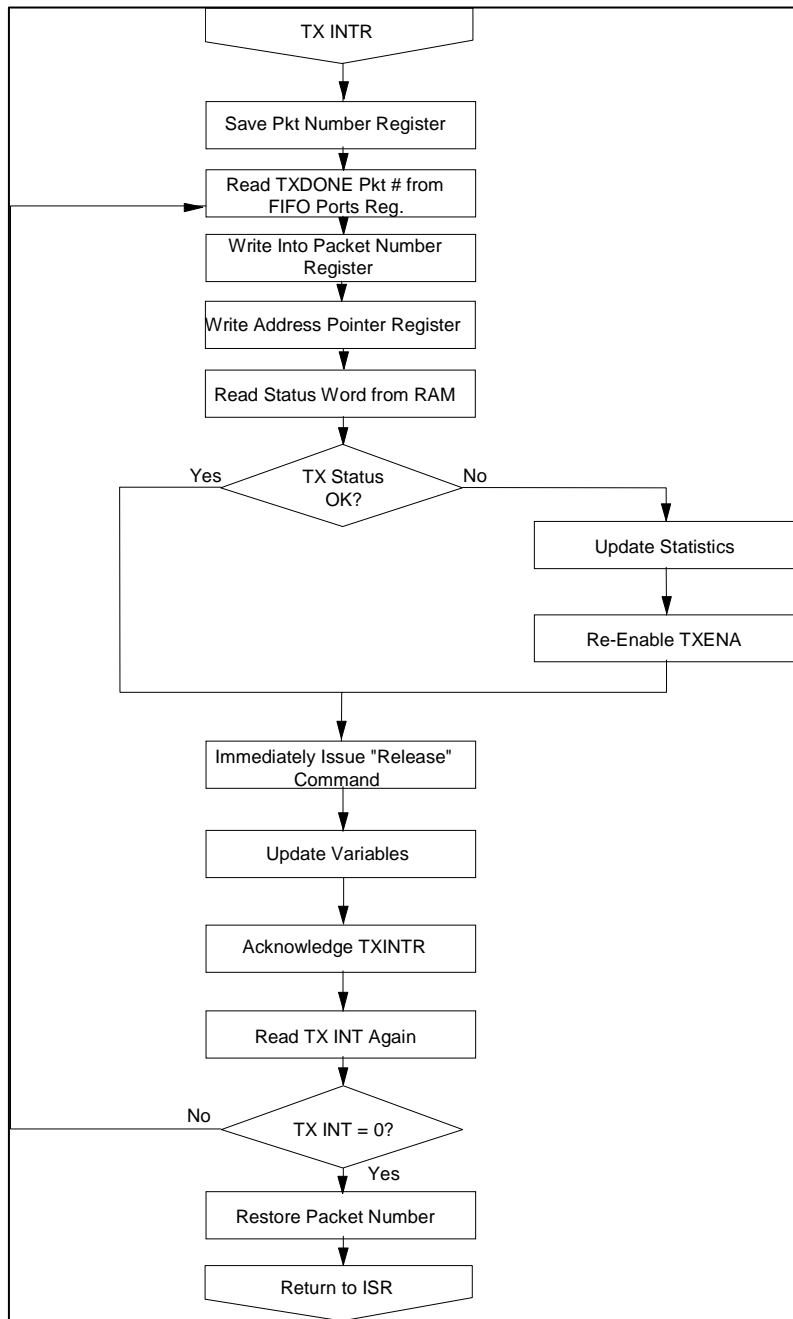 TX INTR
Save Pkt Number Register
Read TXDONE Pkt # from
FIFO Ports Reg.
Write Into Packet Number
Register
Write Address Pointer Register
Read Status Word from RAM
Yes
TX Status
OK?
No
Update Statistics
Re-Enable TXENA
Immediately Issue "Release"
Command
Update Variables
Acknowledge TXINTR
Read TX INT Again
No
TX INT = 0?
Yes
Restore Packet Number
Return to ISR